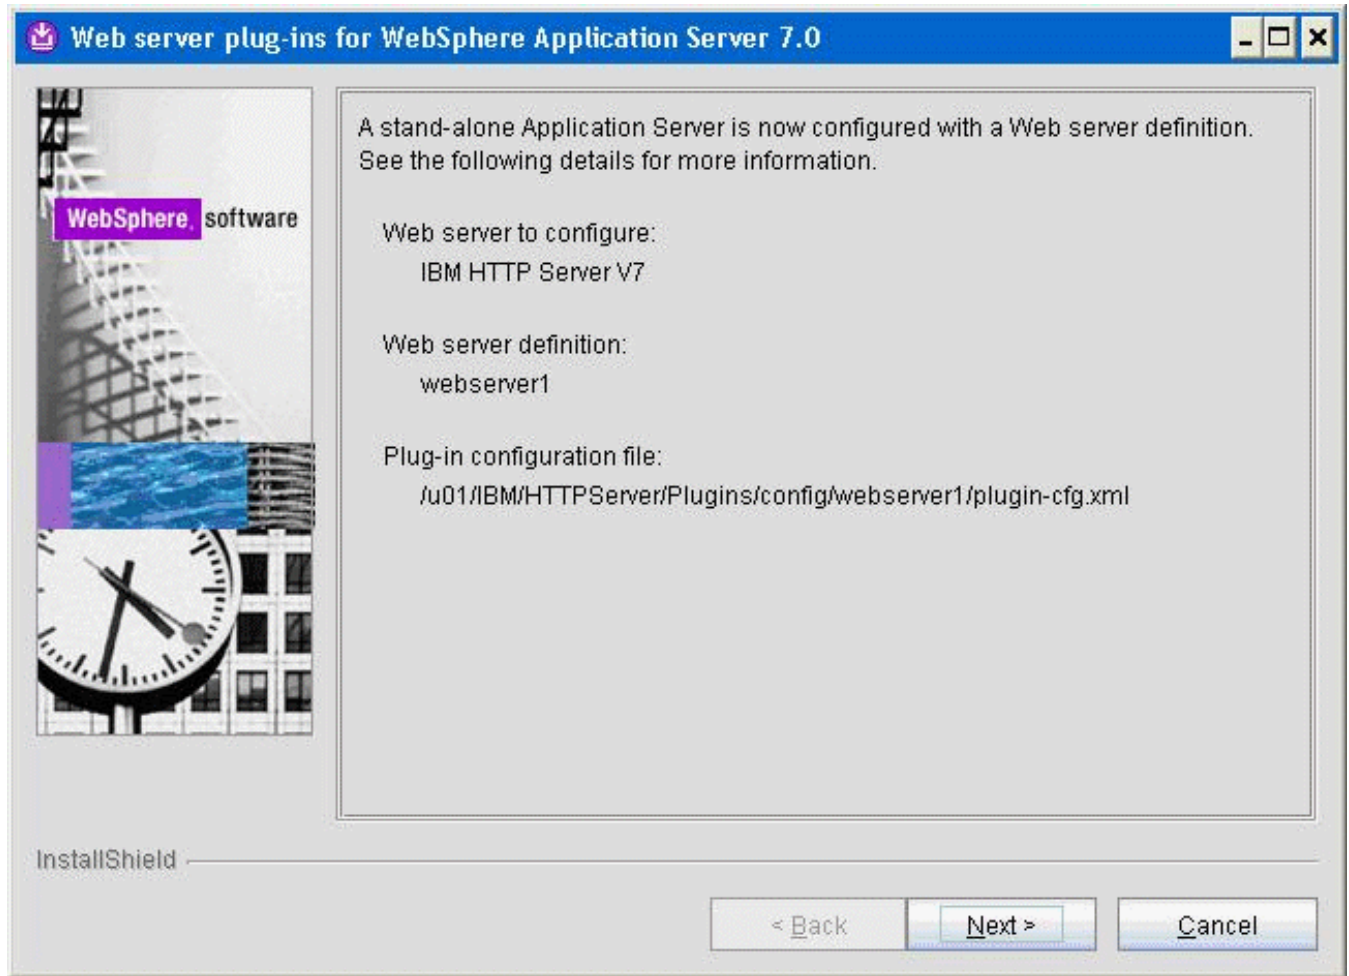 Web server plug-ins for WebSphere Application Server 7.0
WebSphere. software
A stand-alone Application Server is now configured with a Web server definition.
See the following details for more information.
Web server to configure:
IBM HTTP Server V7
Web server definition:
webserver1
Plug-in configuration file:
/u01/IBM/HTTPServer/Plugins/config/webserver1/plugin-cfg.xml
InstallShield
< Back
Next >
Cancel